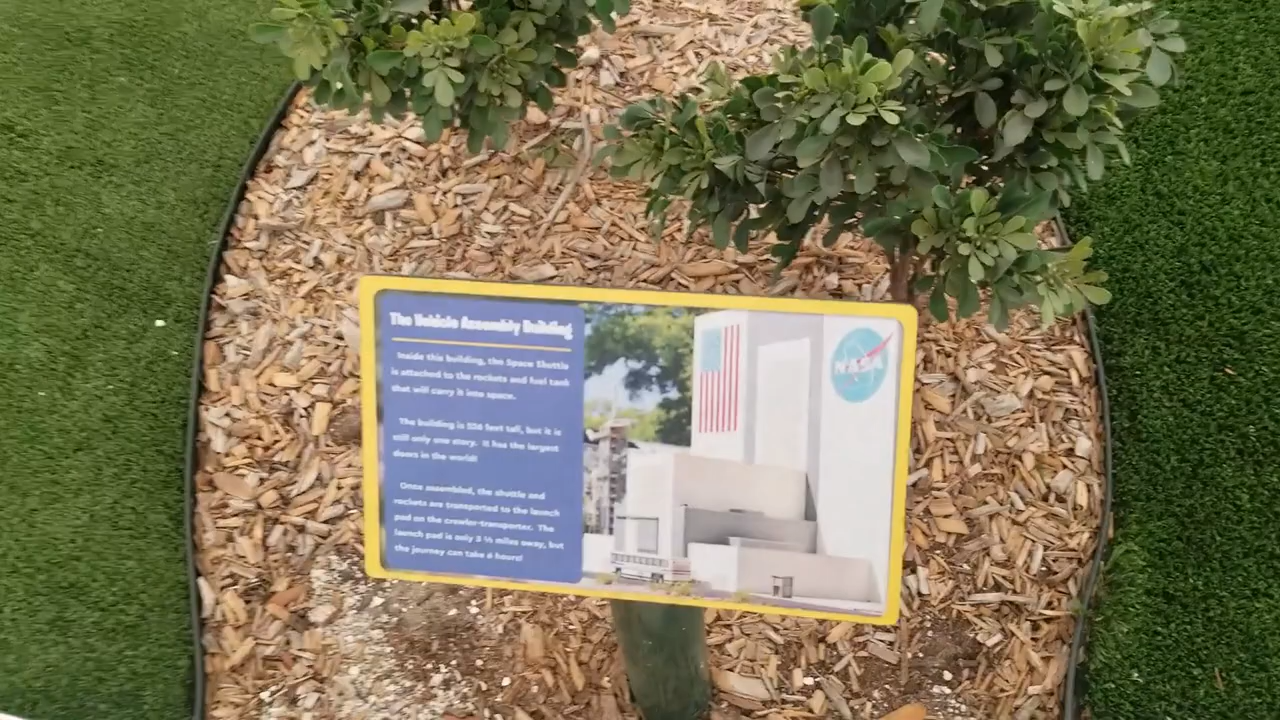 The Vehicle Assembly Building
Inside this building, the Space Shuttle
is attached to the rockets and fuel tank
that will carry it into space.
The building is 526 feet tall, but it is
still only one story. It has the largest
doors in the world!
Once assembled, the shuttle and
rockets are transported to the launch
pad on the crawler-transporter. The
launch pad is only 3 ½ miles away, but
the journey can take 6 hours!
NASA